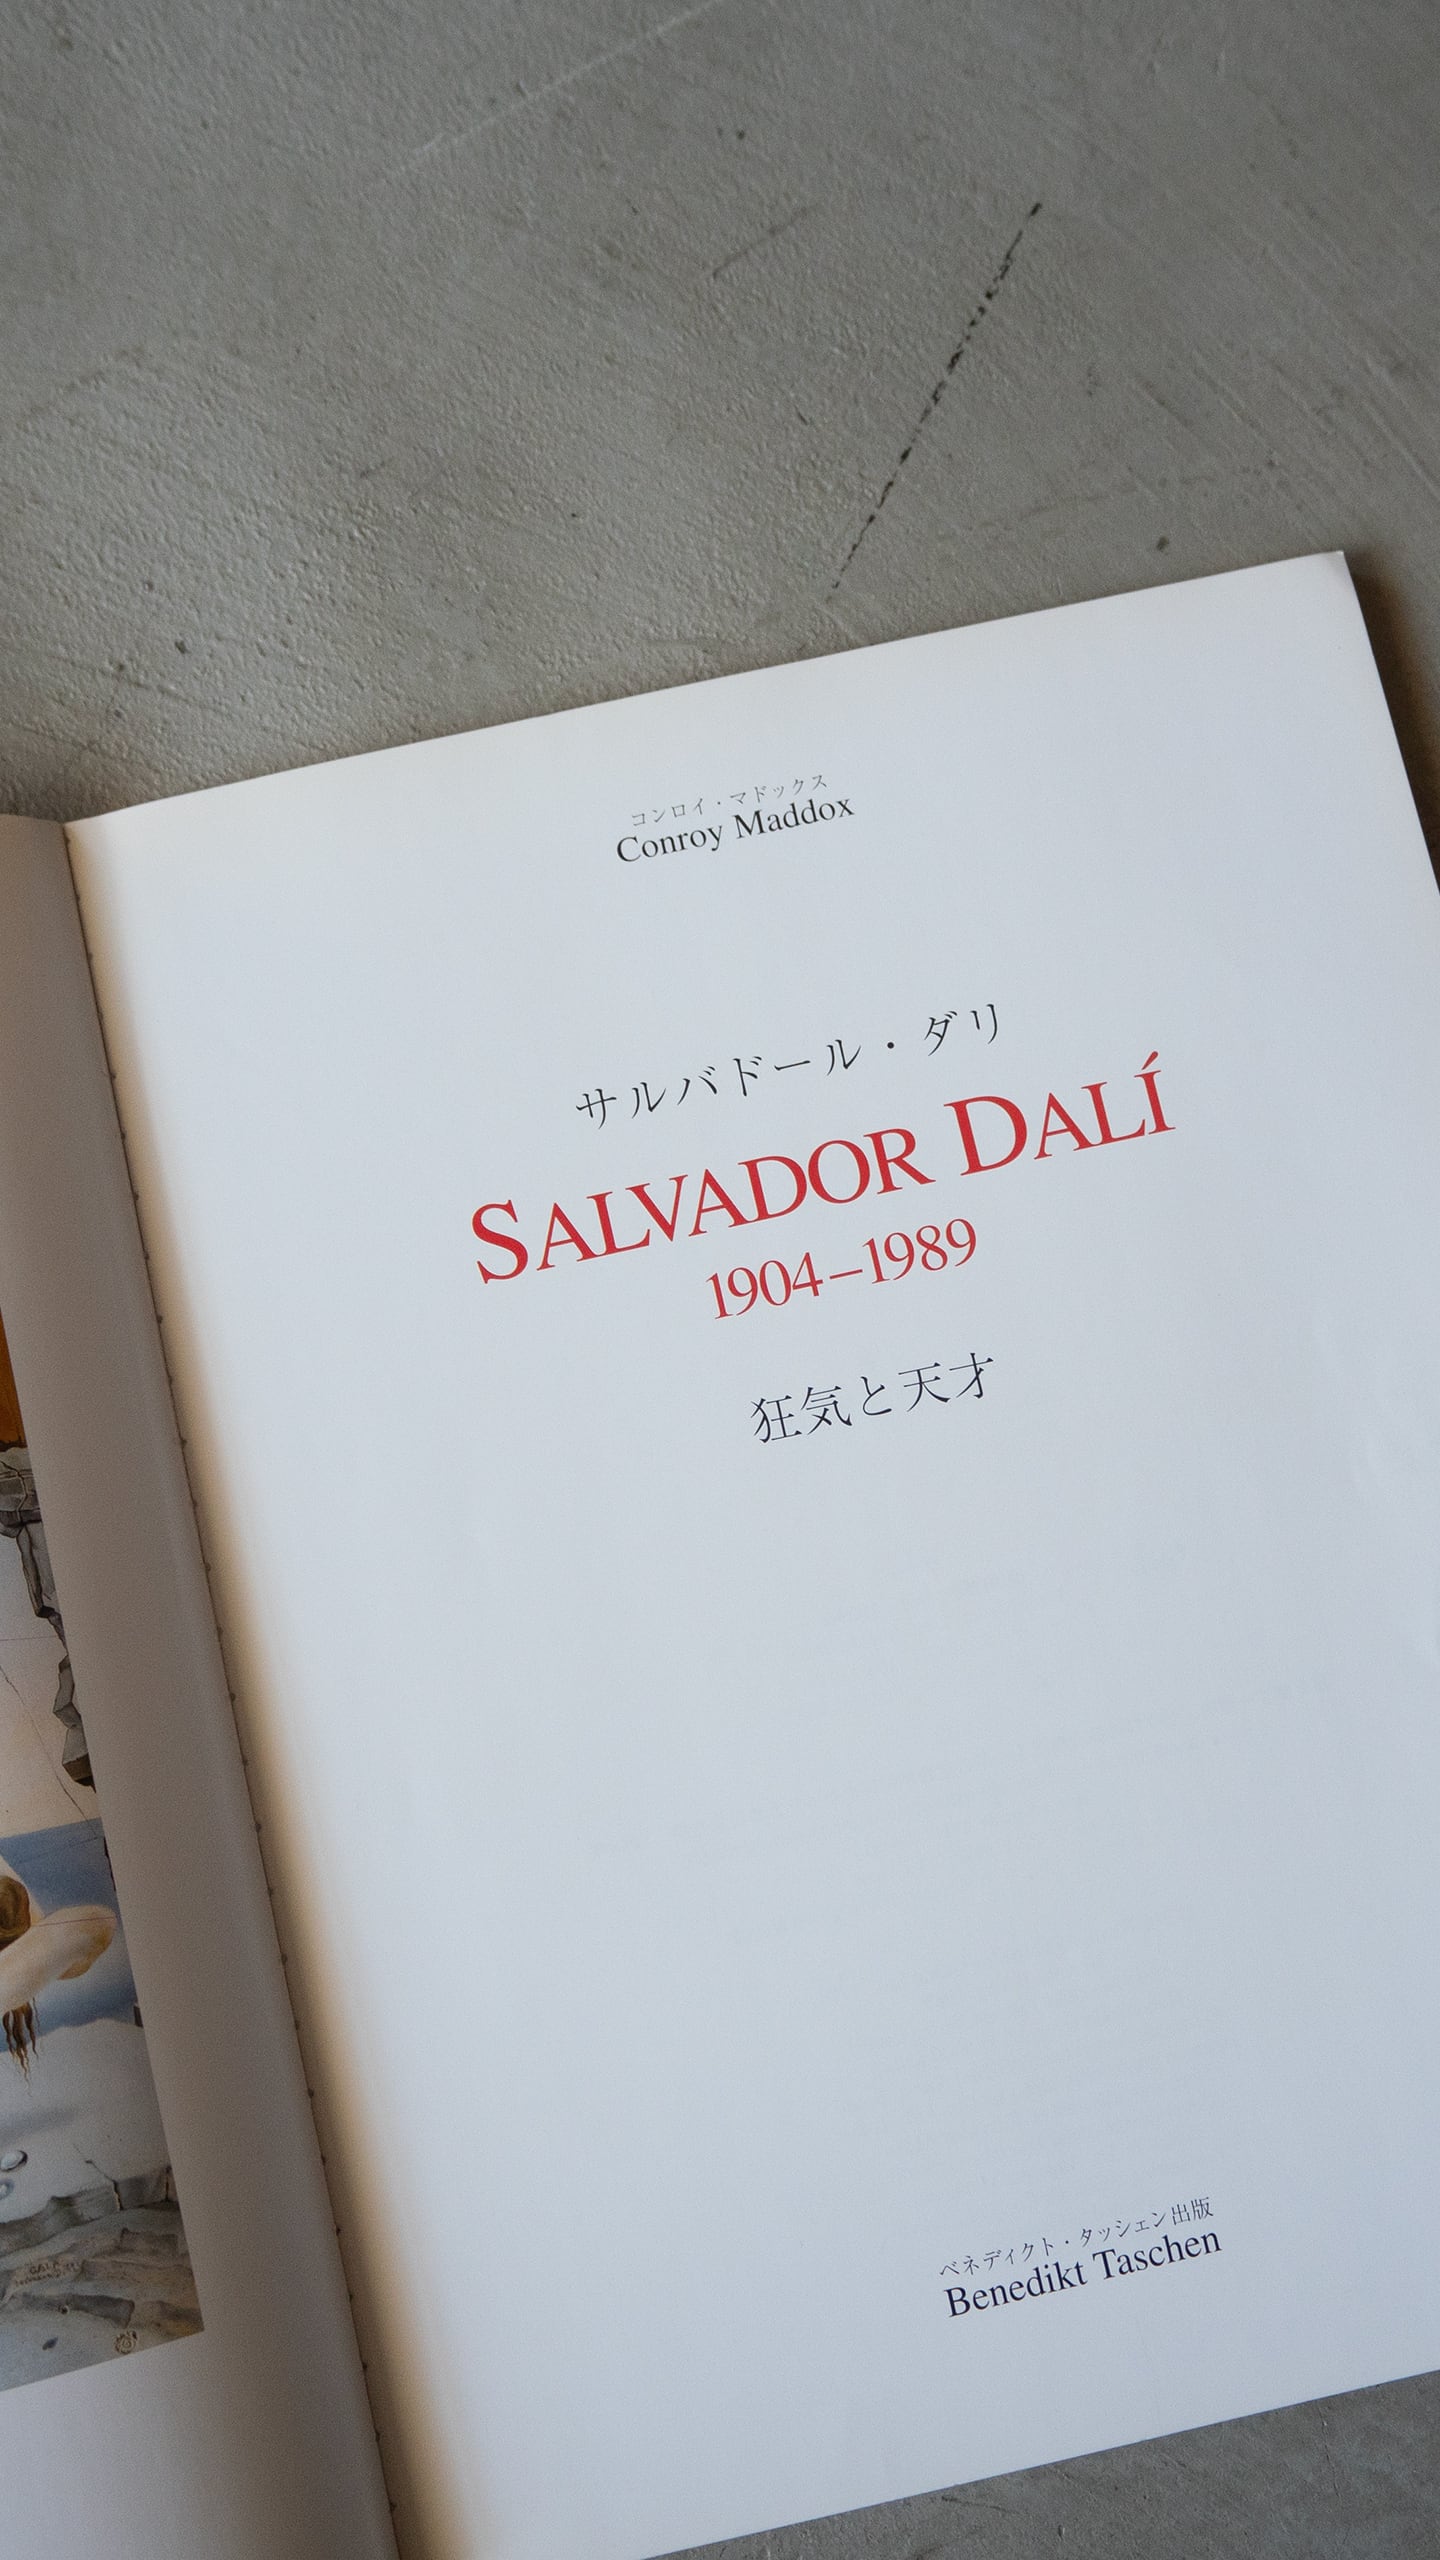 コンロイ・マドックス
Conroy Maddox
サルバドール・ダリ
SALVADOR DALÍ
1904–1989
狂気と天才
ベネディクト・タッシェン出版
Benedikt Taschen